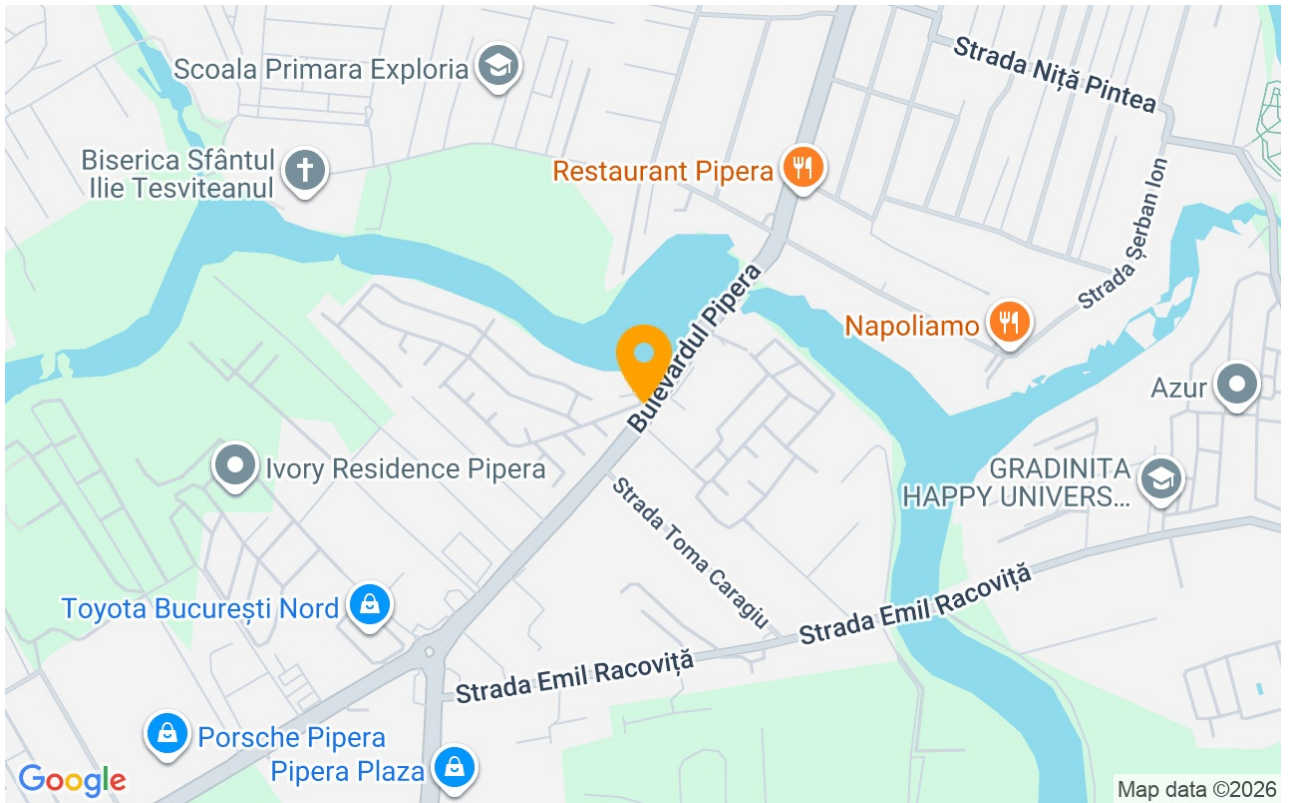 Strada Niță Pintea
Scoala Primara Exploria
Biserica Sfântul
Ilie Tesviteanul
Restaurant Pipera
Strada Șerban Ion
Bulevardul Pipera
Napoliamo
Azur
Ivory Residence Pipera
GRADINITA
HAPPY UNIVERS...
Strada Toma Caragiu
Toyota București Nord
Strada Emil Racoviță
Strada Emil Racoviță
Porsche Pipera
Pipera Plaza
Google
Map data ©2026